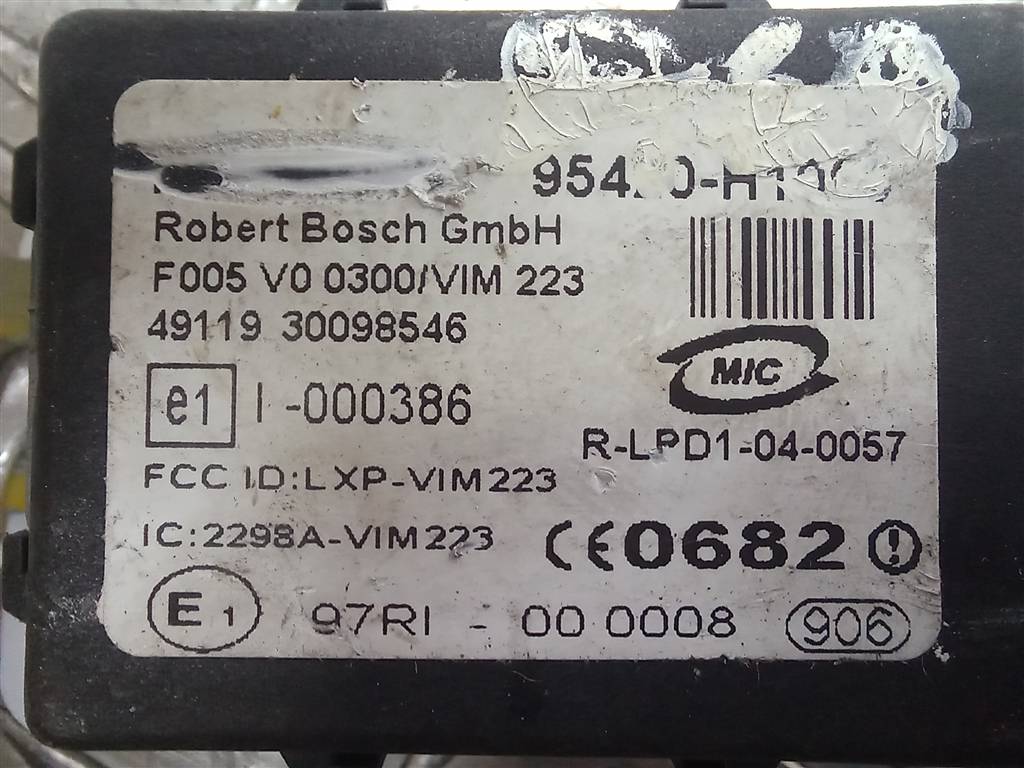 Robert Bosch GmbH
F005 V0 0300/VIM 223
49119 30098546
MIC
e1 I -000386
R-LPD1-04-0057
FCC ID:LXP-VIM223
IC:2298A-VIM223
CE0682
E1 97RI - 00 0008 906